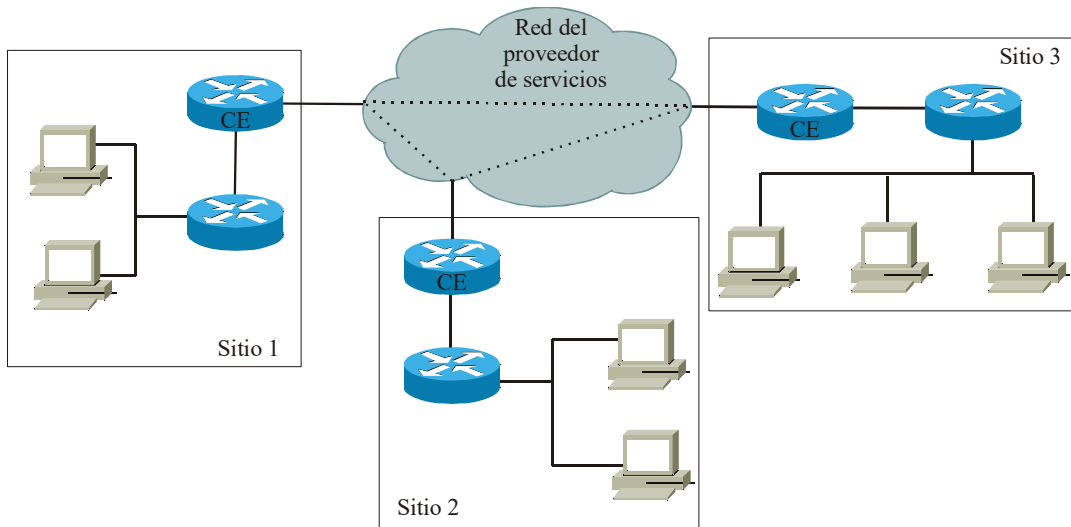 Red del
proveedor
de servicios
Sitio 3
CE
CE
CE
Sitio 1
Sitio 2